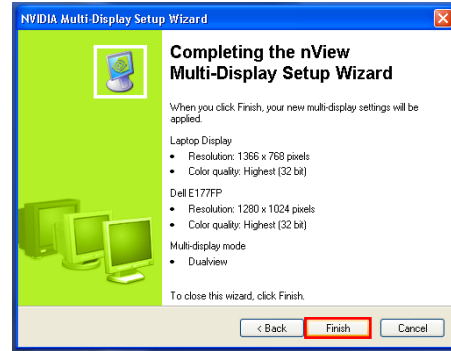 NVIDIA Multi-Display Setup Wizard
Completing the nView
Multi-Display Setup Wizard
When you click Finish, your new multi-display settings will be
applied.
Laptop Display
• Resolution: 1366 x 768 pixels
• Color quality: Highest (32 bit)
Dell E177FP
• Resolution: 1280 x 1024 pixels
• Color quality: Highest (32 bit)
Multi-display mode
• Dualview
To close this wizard, click Finish.
< Back Finish Cancel